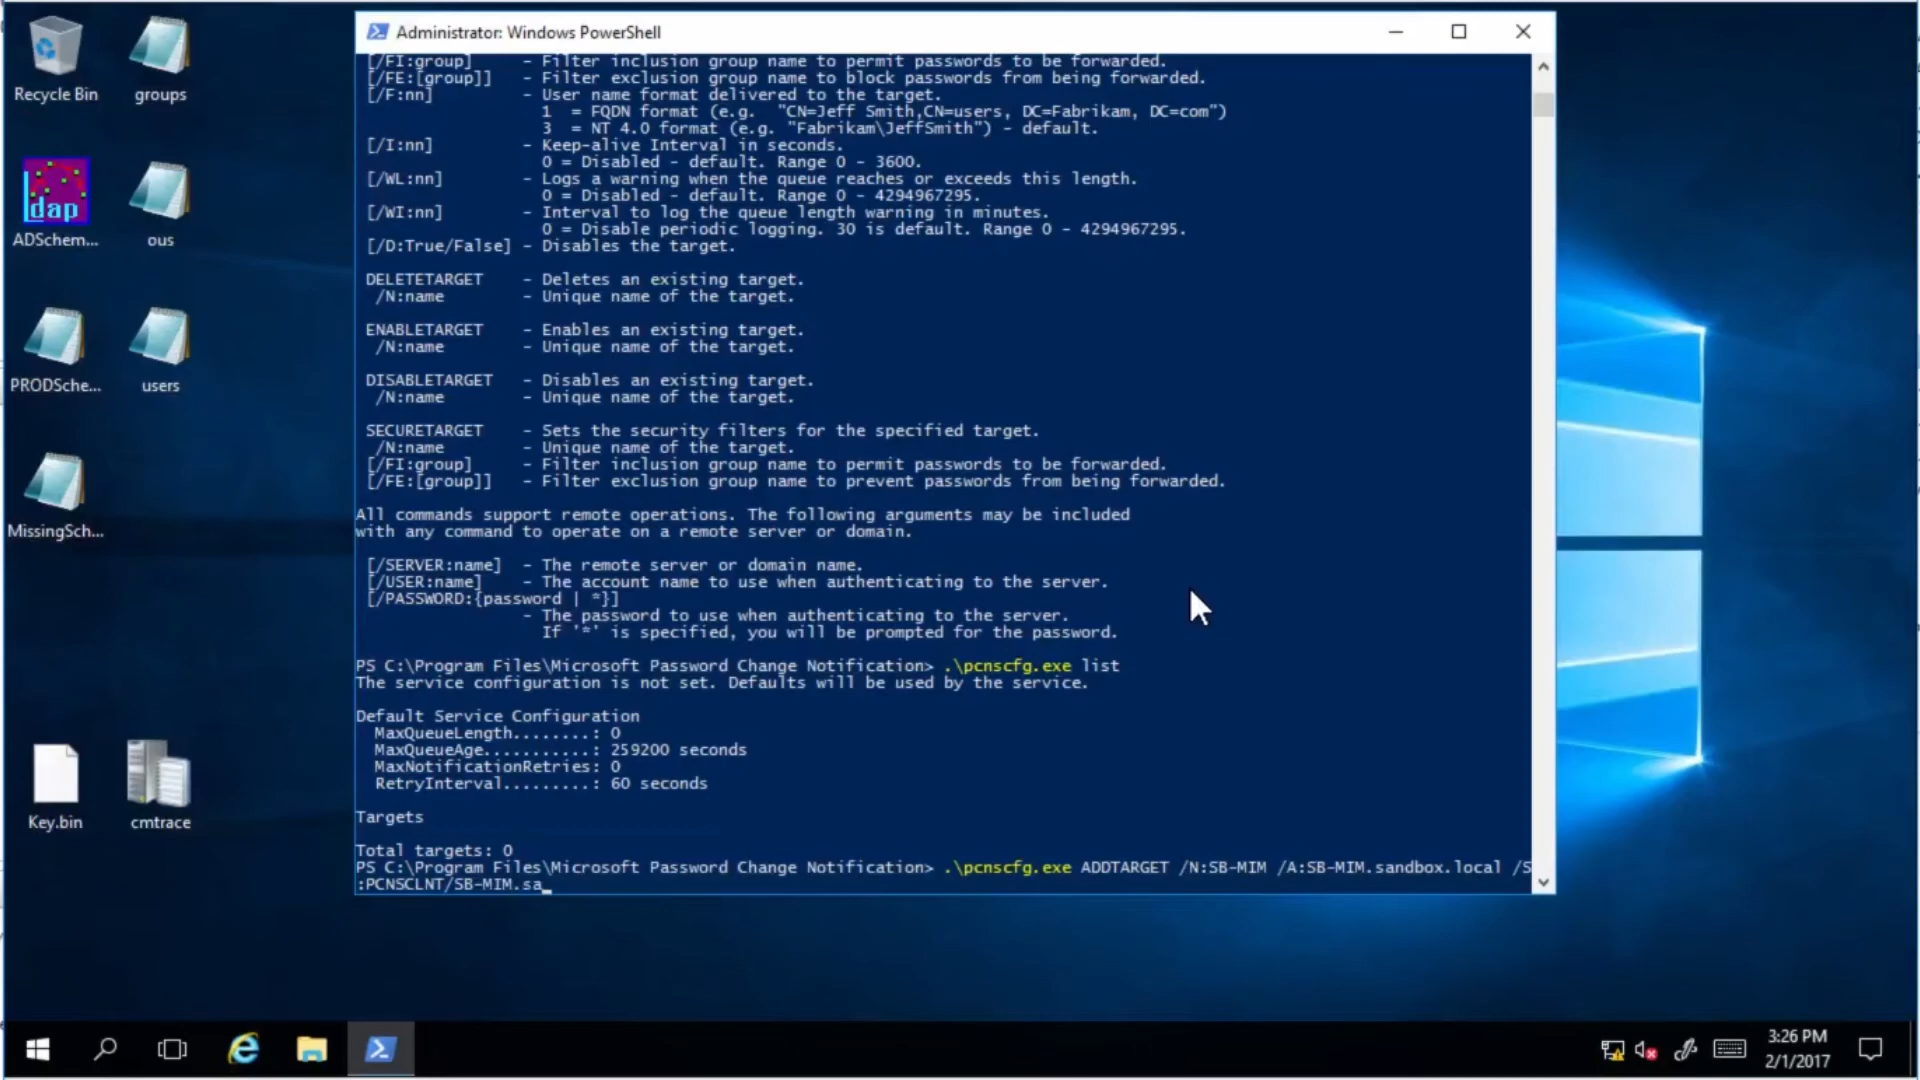 Administrator: Windows PowerShell
[/FI:group] - Filter inclusion group name to permit passwords to be forwarded.
[/FE:[group]] - Filter exclusion group name to block passwords from being forwarded.
[/F:nn] - User name format delivered to the target.
1 = FQDN format (e.g. "CN=Jeff Smith,CN=users, DC=Fabrikam, DC=com")
3 = NT 4.0 format (e.g. "Fabrikam\JeffSmith") - default.
[/I:nn] - Keep-alive Interval in seconds.
0 = Disabled - default. Range 0 - 3600.
[/WL:nn] - Logs a warning when the queue reaches or exceeds this length.
0 = Disabled - default. Range 0 - 4294967295.
[/WI:nn] - Interval to log the queue length warning in minutes.
0 = Disable periodic logging. 30 is default. Range 0 - 4294967295.
[/D:True/False] - Disables the target.
DELETETARGET - Deletes an existing target.
/N:name - Unique name of the target.
ENABLETARGET - Enables an existing target.
/N:name - Unique name of the target.
DISABLETARGET - Disables an existing target.
/N:name - Unique name of the target.
SECURETARGET - Sets the security filters for the specified target.
/N:name - Unique name of the target.
[/FI:group] - Filter inclusion group name to permit passwords to be forwarded.
[/FE:[group]] - Filter exclusion group name to prevent passwords from being forwarded.
All commands support remote operations. The following arguments may be included
with any command to operate on a remote server or domain.
[/SERVER:name] - The remote server or domain name.
[/USER:name] - The account name to use when authenticating to the server.
[/PASSWORD:{password | *}]
- The password to use when authenticating to the server.
If '*' is specified, you will be prompted for the password.
PS C:\Program Files\Microsoft Password Change Notification> .\pcnscfg.exe list
The service configuration is not set. Defaults will be used by the service.
Default Service Configuration
MaxQueueLength........: 0
MaxQueueAge...........: 259200 seconds
MaxNotificationRetries: 0
RetryInterval.........: 60 seconds
Targets
Total targets: 0
PS C:\Program Files\Microsoft Password Change Notification> .\pcnscfg.exe ADDTARGET /N:SB-MIM /A:SB-MIM.sandbox.local /S
:PCNSCLNT/SB-MIM.sa_
Recycle Bin
groups
ADSchem...
ous
dap
PRODSche...
users
MissingSch...
Key.bin
cmtrace
3:26 PM
2/1/2017